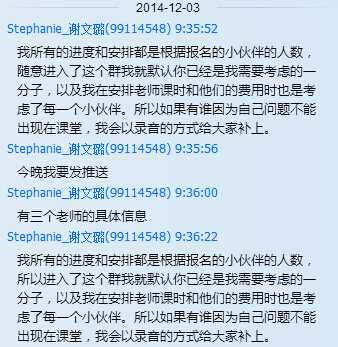 2014-12-03
Stephanie_谢文璐(99114548) 9:35:52
我所有的进度和安排都是根据报名的小伙伴的人数，
随意进入了这个群我就默认你已经是我需要考虑的一
分子，以及我在安排老师课时和他们的费用时也是考
虑了每一个小伙伴。所以如果有谁因为自己问题不能
出现在课堂，我会以录音的方式给大家补上。
Stephanie_谢文璐(99114548) 9:35:56
今晚我要发推送
Stephanie_谢文璐(99114548) 9:36:00
有三个老师的具体信息
Stephanie_谢文璐(99114548) 9:36:22
我所有的进度和安排都是根据报名的小伙伴的人数，
所以进入了这个群我就默认你已经是我需要考虑的一
分子，以及我在安排老师课时和他们的费用时也是考
虑了每一个小伙伴。所以如果有谁因为自己问题不能
出现在课堂，我会以录音的方式给大家补上。